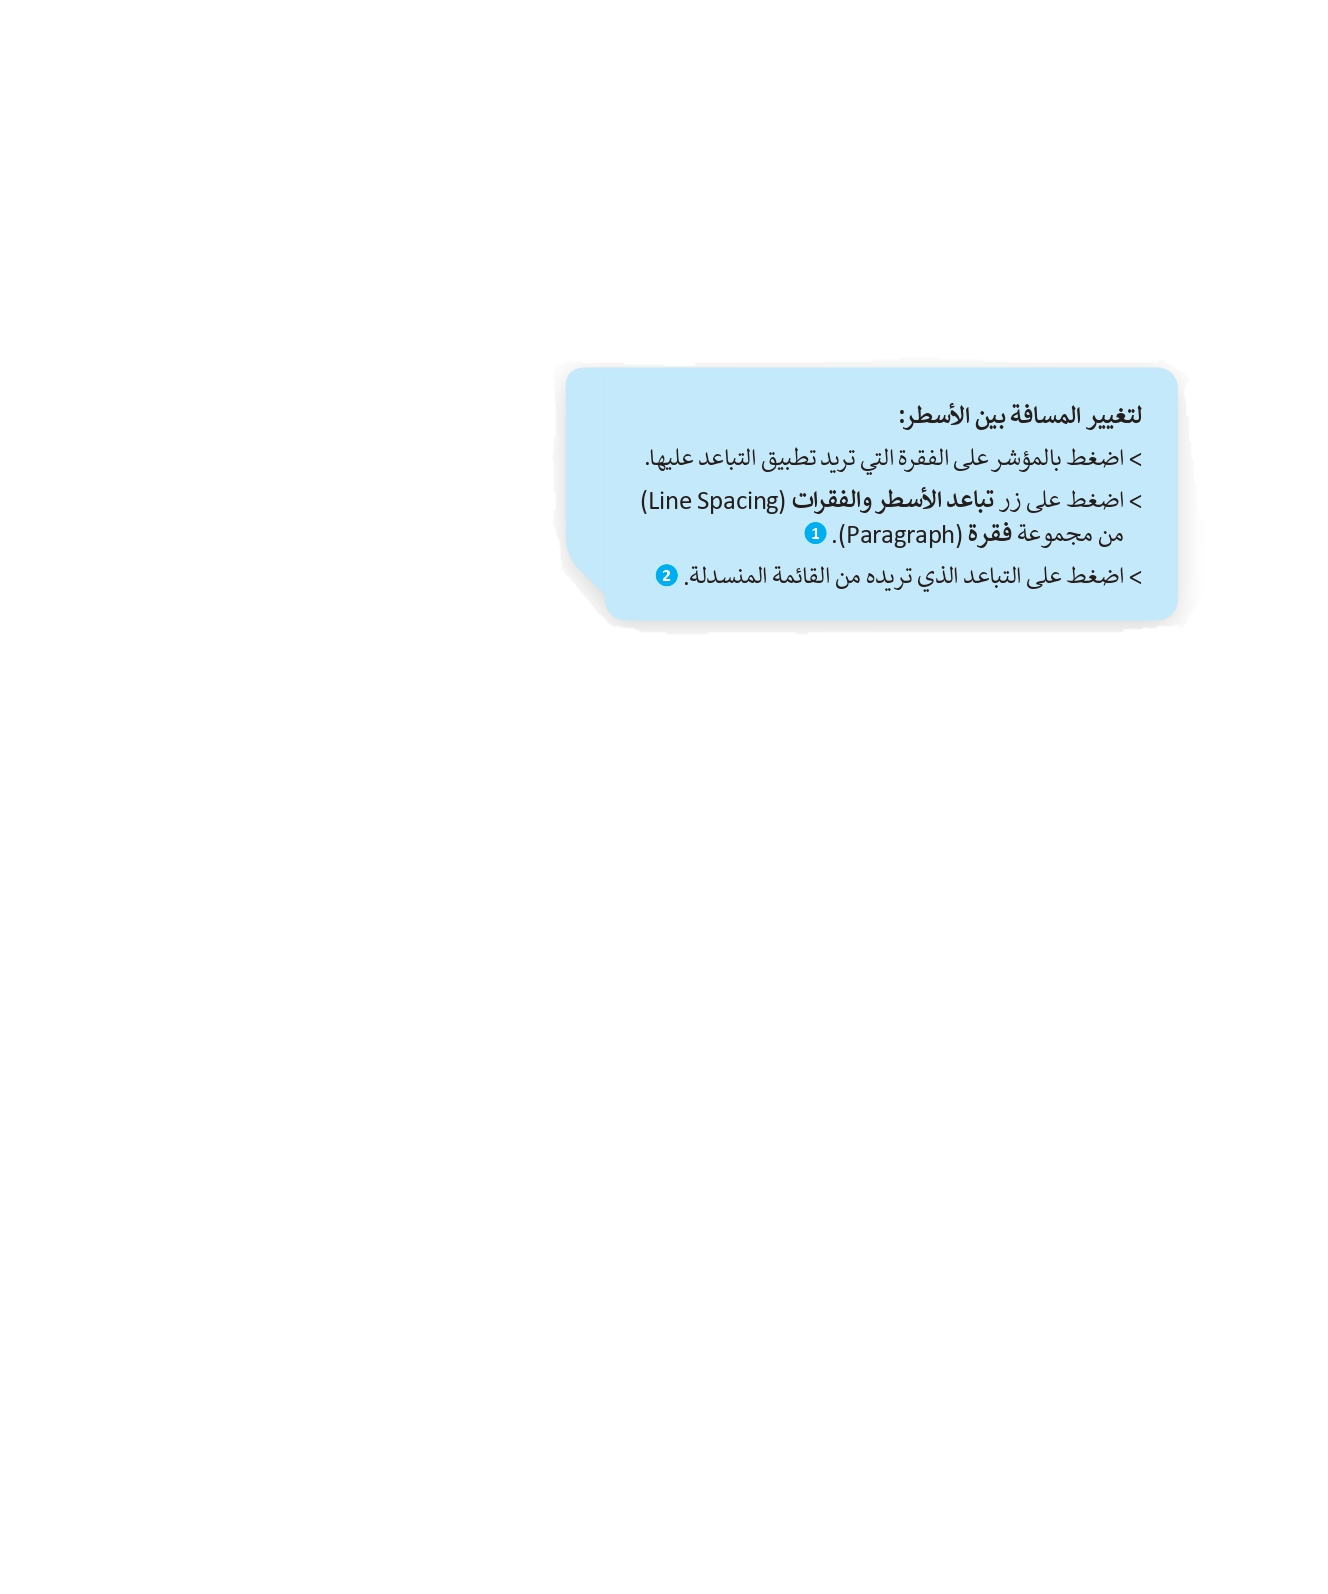 لتغيير المسافة بين الأسطر:
> اضغط بالمؤشر على الفقرة التي تريد تطبيق التباعد عليها.
> اضغط على زر تباعد الأسطر والفقرات (Line Spacing)
من مجموعة فقرة (Paragraph). 1
> اضغط على التباعد الذي تريده من القائمة المنسدلة. 2